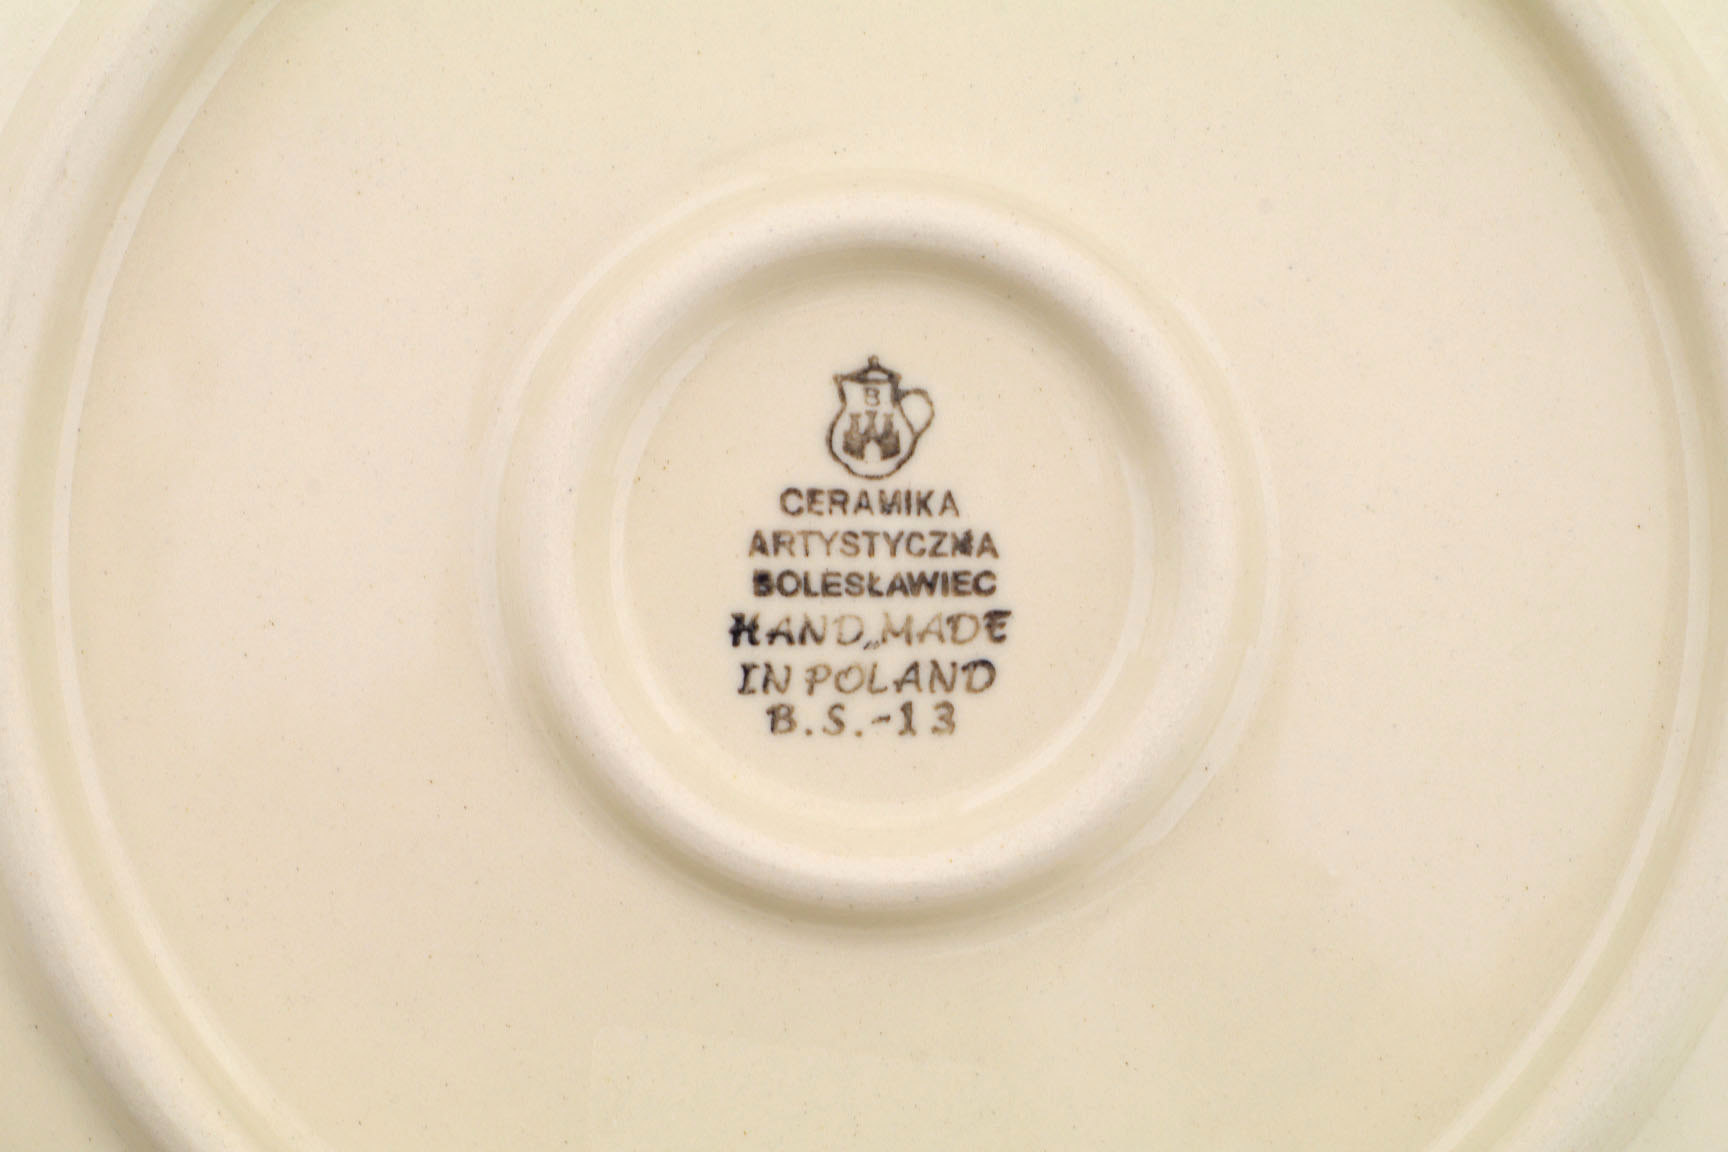 B
CERAMIKA
ARTYSTYCZNA
BOLESŁAWIEC
HAND MADE
IN POLAND
B.S.-13